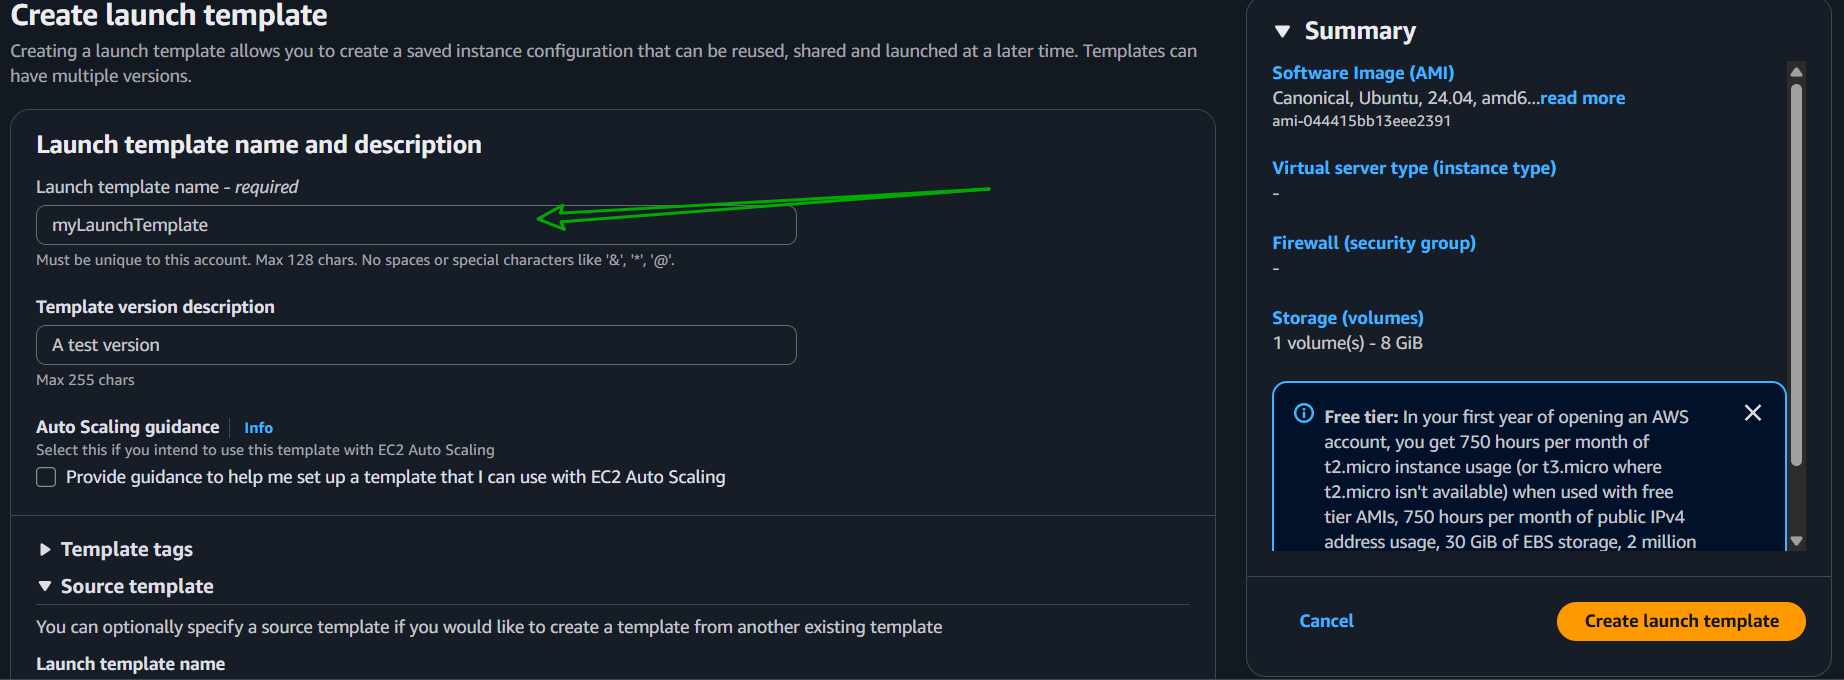 Create launch template
Creating a launch template allows you to create a saved instance configuration that can be reused, shared and launched at a later time. Templates can
have multiple versions.
Launch template name and description
Launch template name - required
myLaunchTemplate
Must be unique to this account. Max 128 chars. No spaces or special characters like '&', '*', '@'.
Template version description
A test version
Max 255 chars
Auto Scaling guidance
Info
Select this if you intend to use this template with EC2 Auto Scaling
Provide guidance to help me set up a template that I can use with EC2 Auto Scaling
Template tags
Source template
You can optionally specify a source template if you would like to create a template from another existing template
Launch template name
Summary
Software Image (AMI)
Canonical, Ubuntu, 24.04, amd6...read more
ami-044415bb13eee2391
Virtual server type (instance type)
-
Firewall (security group)
-
Storage (volumes)
1 volume(s) - 8 GiB
Free tier: In your first year of opening an AWS
account, you get 750 hours per month of
t2.micro instance usage (or t3.micro where
t2.micro isn't available) when used with free
tier AMIs, 750 hours per month of public IPv4
address usage, 30 GiB of EBS storage, 2 million
Cancel
Create launch template